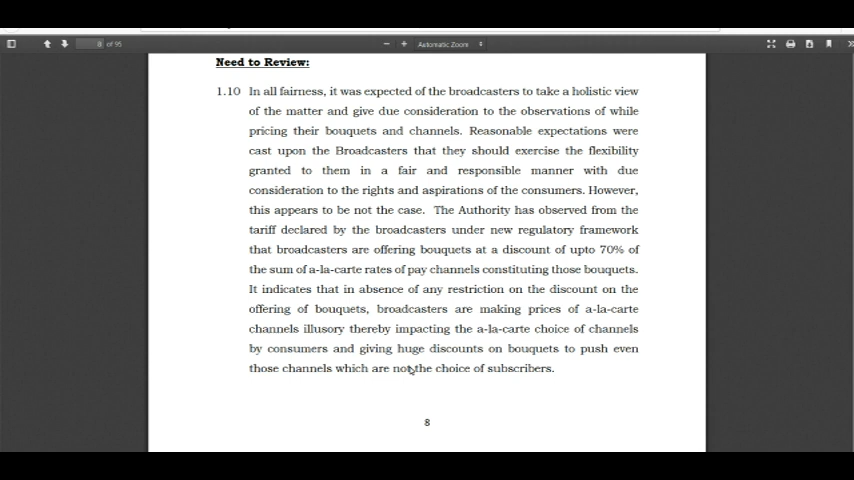 8 of 95
Automatic Zoom
Need to Review:
1.10 In all fairness, it was expected of the broadcasters to take a holistic view
of the matter and give due consideration to the observations of while
pricing their bouquets and channels. Reasonable expectations were
cast upon the Broadcasters that they should exercise the flexibility
granted to them in a fair and responsible manner with due
consideration to the rights and aspirations of the consumers. However,
this appears to be not the case. The Authority has observed from the
tariff declared by the broadcasters under new regulatory framework
that broadcasters are offering bouquets at a discount of upto 70% of
the sum of a-la-carte rates of pay channels constituting those bouquets.
It indicates that in absence of any restriction on the discount on the
offering of bouquets, broadcasters are making prices of a-la-carte
channels illusory thereby impacting the a-la-carte choice of channels
by consumers and giving huge discounts on bouquets to push even
those channels which are not the choice of subscribers.
8